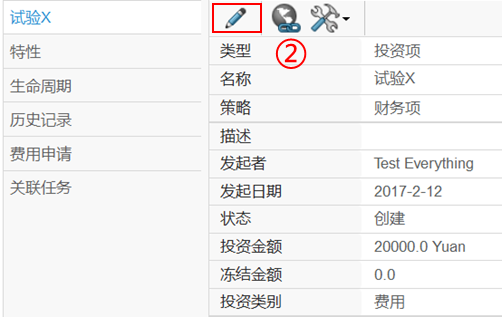 试验X
特性
生命周期
历史记录
费用申请
关联任务
②
类型 投资项
名称 试验X
策略 财务项
描述
发起者 Test Everything
发起日期 2017-2-12
状态 创建
投资金额 20000.0 Yuan
冻结金额 0.0
投资类别 费用